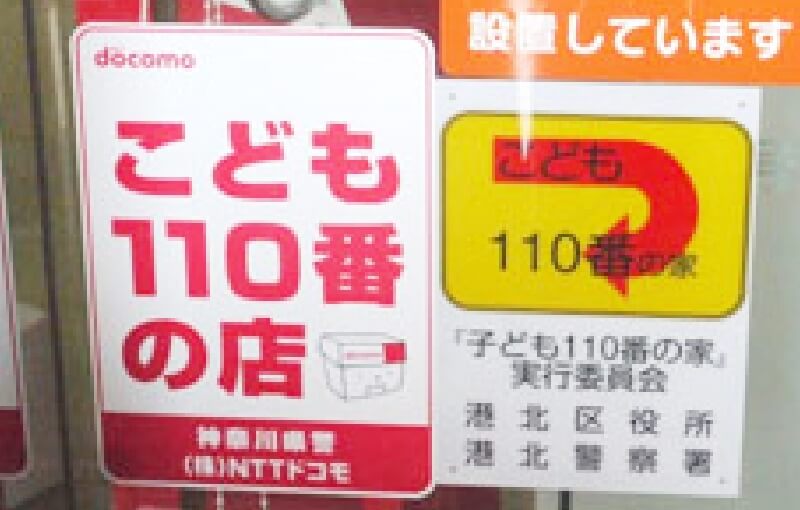 docomo
こども
110番
の店
docomo
神奈川県警
(株)NTTドコモ
設置しています
こども
110番の家
『子ども110番の家』
実行委員会
港北区役所
港北警察署